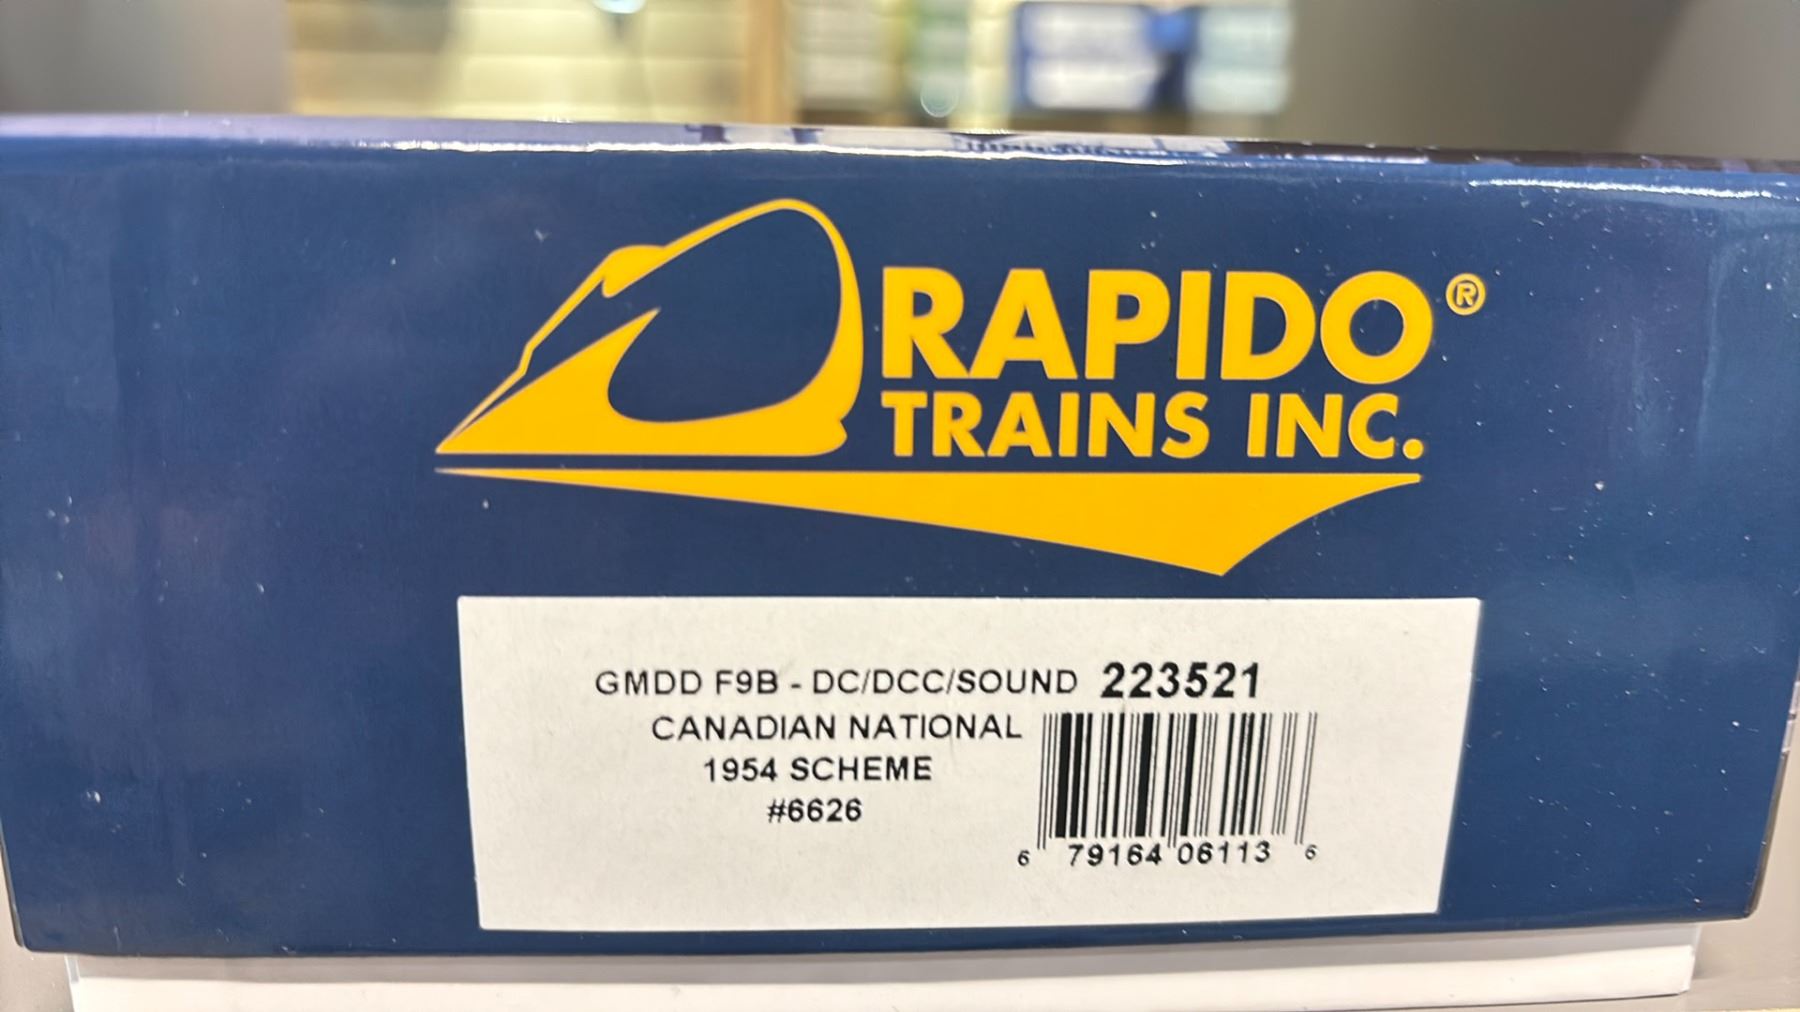 RAPIDO®
TRAINS INC.
GMDD F9B - DC/DCC/SOUND 223521
CANADIAN NATIONAL
1954 SCHEME
#6626
6 79164 06113 6